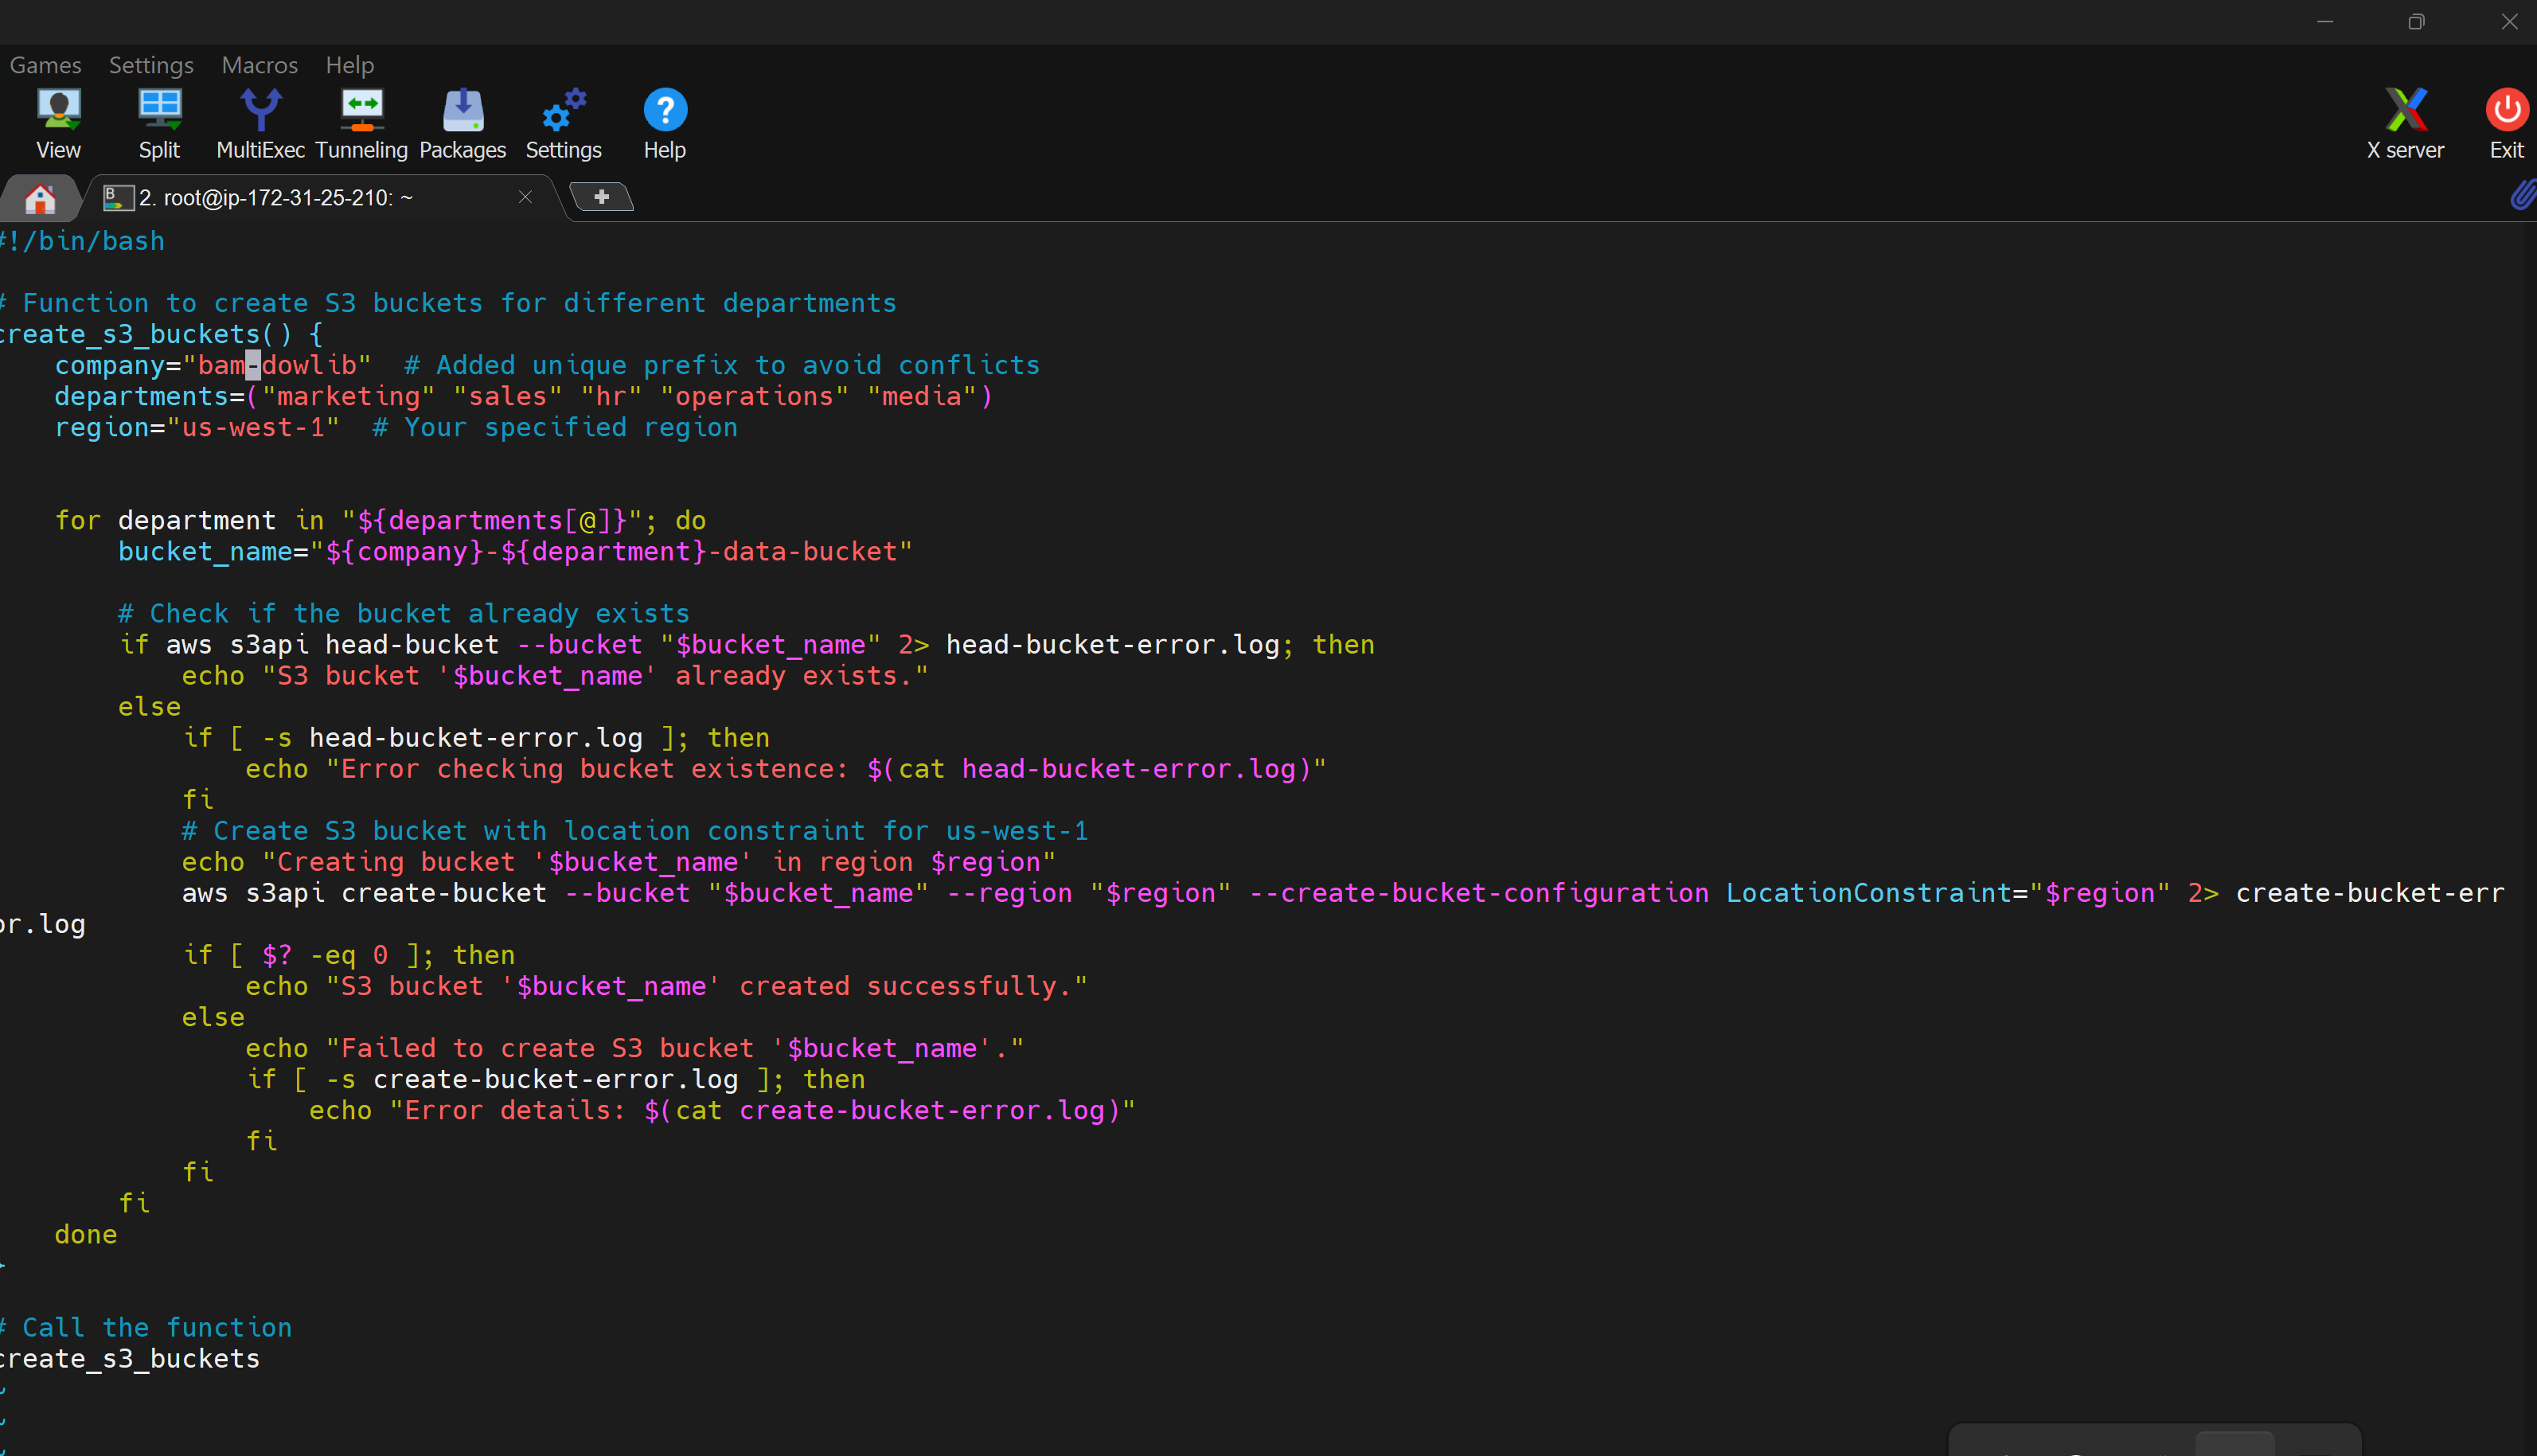 Games Settings Macros Help
View Split MultiExec Tunneling Packages Settings Help X server Exit
2. root@ip-172-31-25-210: ~
#!/bin/bash
# Function to create S3 buckets for different departments
create_s3_buckets() {
    company="bam-dowlib"  # Added unique prefix to avoid conflicts
    departments=("marketing" "sales" "hr" "operations" "media")
    region="us-west-1"  # Your specified region
    for department in "${departments[@]}"; do
        bucket_name="${company}-${department}-data-bucket"
        # Check if the bucket already exists
        if aws s3api head-bucket --bucket "$bucket_name" 2> head-bucket-error.log; then
            echo "S3 bucket '$bucket_name' already exists."
        else
            if [ -s head-bucket-error.log ]; then
                echo "Error checking bucket existence: $(cat head-bucket-error.log)"
            fi
            # Create S3 bucket with location constraint for us-west-1
            echo "Creating bucket '$bucket_name' in region $region"
            aws s3api create-bucket --bucket "$bucket_name" --region "$region" --create-bucket-configuration LocationConstraint="$region" 2> create-bucket-err
or.log
            if [ $? -eq 0 ]; then
                echo "S3 bucket '$bucket_name' created successfully."
            else
                echo "Failed to create S3 bucket '$bucket_name'."
                if [ -s create-bucket-error.log ]; then
                    echo "Error details: $(cat create-bucket-error.log)"
                fi
            fi
        fi
    done
}
# Call the function
create_s3_buckets
~
~
~